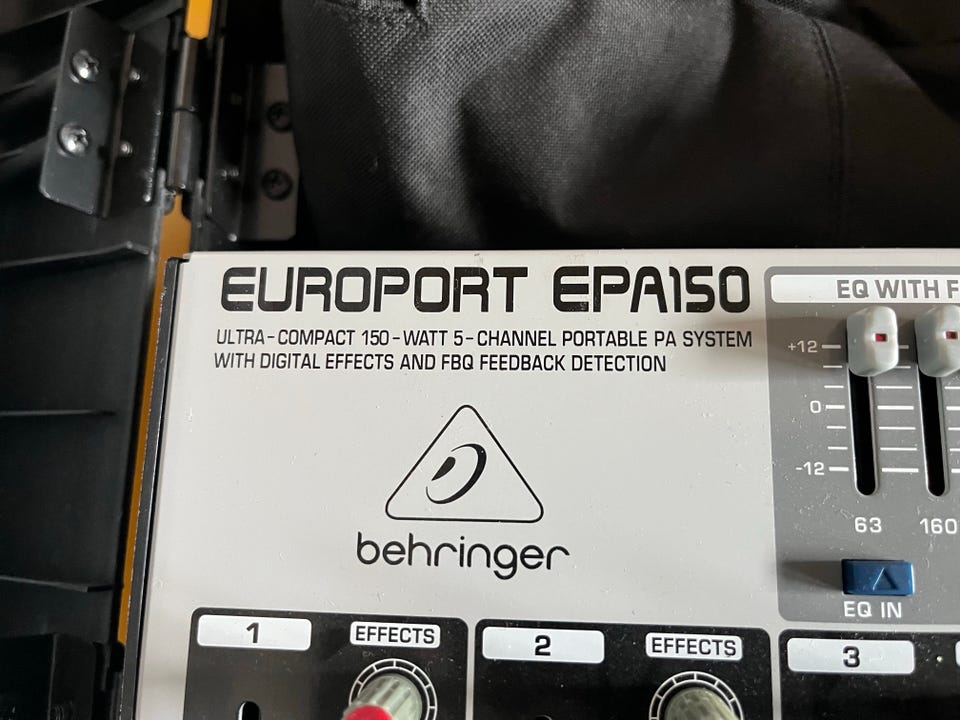 EUROPORT EPA150
ULTRA-COMPACT 150-WATT 5-CHANNEL PORTABLE PA SYSTEM
WITH DIGITAL EFFECTS AND FBQ FEEDBACK DETECTION
behringer
EQ WITH F
+12
0
-12
63 160
EQ IN
1 EFFECTS 2 EFFECTS 3